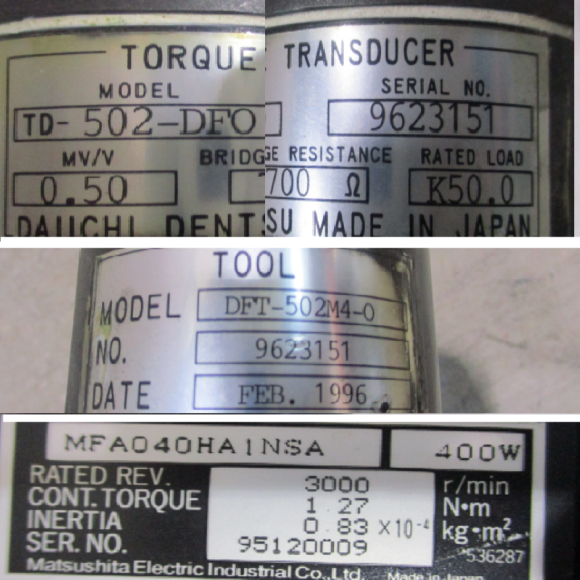 TORQUE TRANSDUCER
MODEL SERIAL NO.
TD-502-DFO 9623151
MV/V BRIDGE RESISTANCE RATED LOAD
0.50 700 Ω K50.0
DAIICHI DENTSU MADE IN JAPAN
TOOL
MODEL DFT-502M4-0
NO. 9623151
DATE FEB. 1996
MFA040HA1NSA 400W
RATED REV. 3000 r/min
CONT. TORQUE 1.27 N•m
INERTIA 0.83 ×10⁻⁴ kg•m²
SER. NO. 95120009 536287
Matsushita Electric Industrial Co., Ltd. Made in Japan